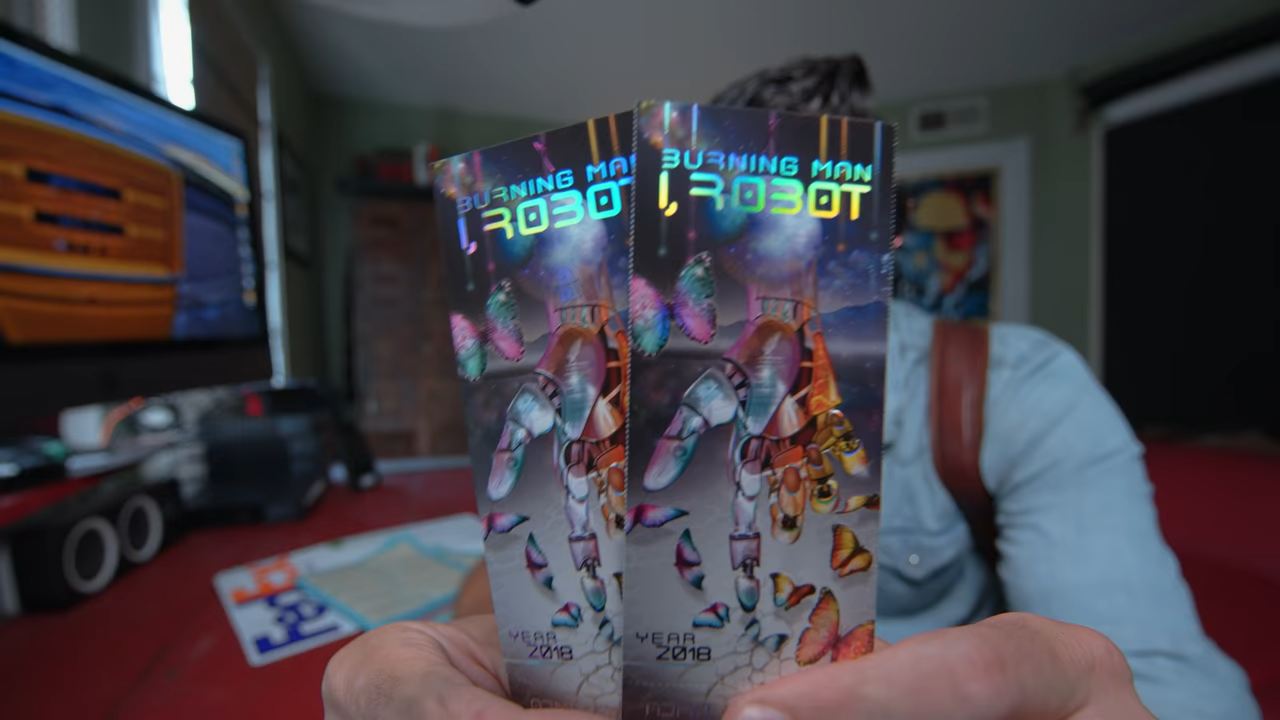 BURNING MAN
I, ROBOT
YEAR
2018
BURNING MAN
I, ROBOT
YEAR
2018